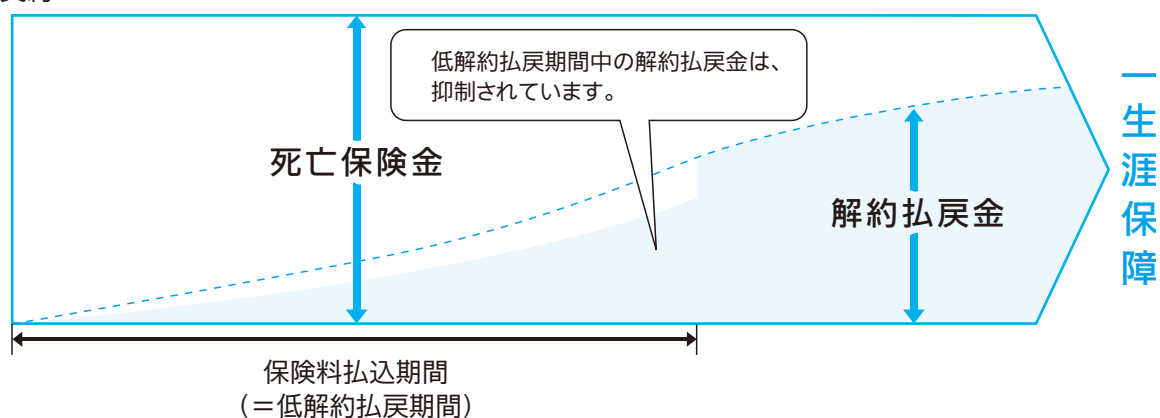 低解約払戻期間中の解約払戻金は、
抑制されています。
死亡保険金
解約払戻金
一生涯保障
保険料払込期間
（＝低解約払戻期間）